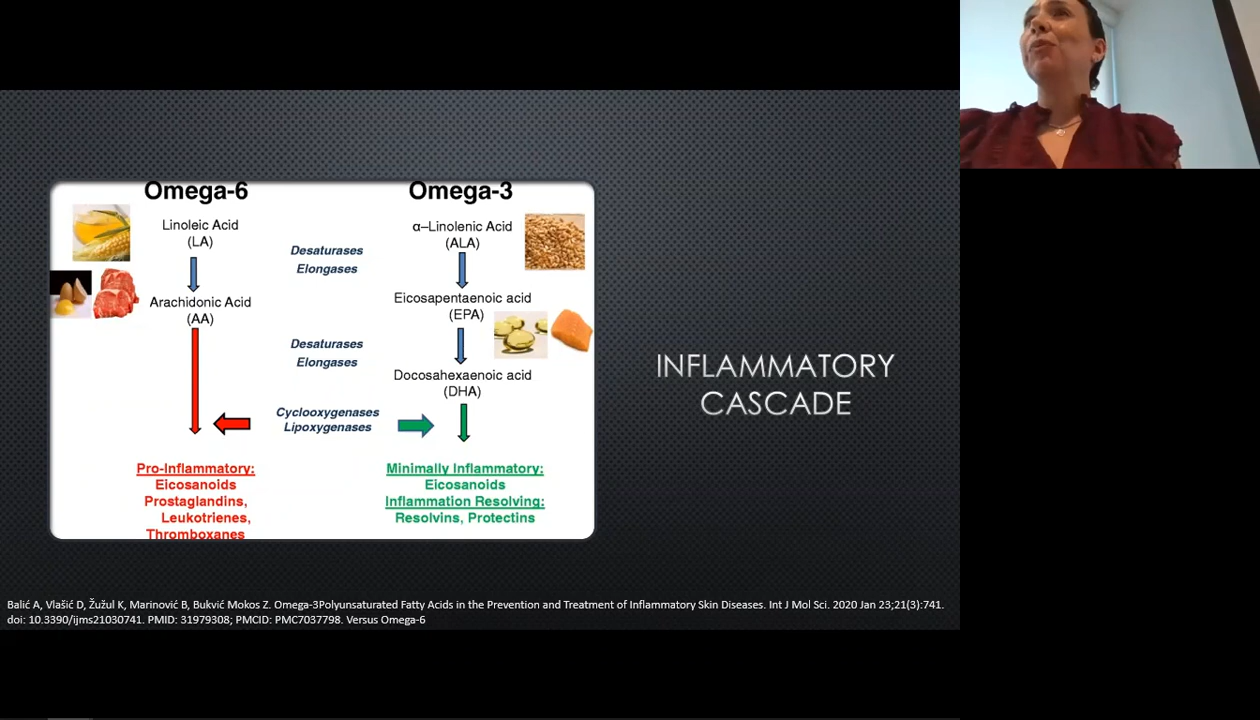 Omega-6
Linoleic Acid
(LA)
Arachidonic Acid
(AA)
Pro-Inflammatory:
Eicosanoids
Prostaglandins,
Leukotrienes,
Thromboxanes
Desaturases
Elongases
Desaturases
Elongases
Cyclooxygenases
Lipoxygenases
Omega-3
α–Linolenic Acid
(ALA)
Eicosapentaenoic acid
(EPA)
Docosahexaenoic acid
(DHA)
Minimally Inflammatory:
Eicosanoids
Inflammation Resolving:
Resolvins, Protectins
INFLAMMATORY
CASCADE
Balić A, Vlašić D, Žužul K, Marinović B, Bukvić Mokos Z. Omega-3Polyunsaturated Fatty Acids in the Prevention and Treatment of Inflammatory Skin Diseases. Int J Mol Sci. 2020 Jan 23;21(3):741.
doi: 10.3390/ijms21030741. PMID: 31979308; PMCID: PMC7037798. Versus Omega-6